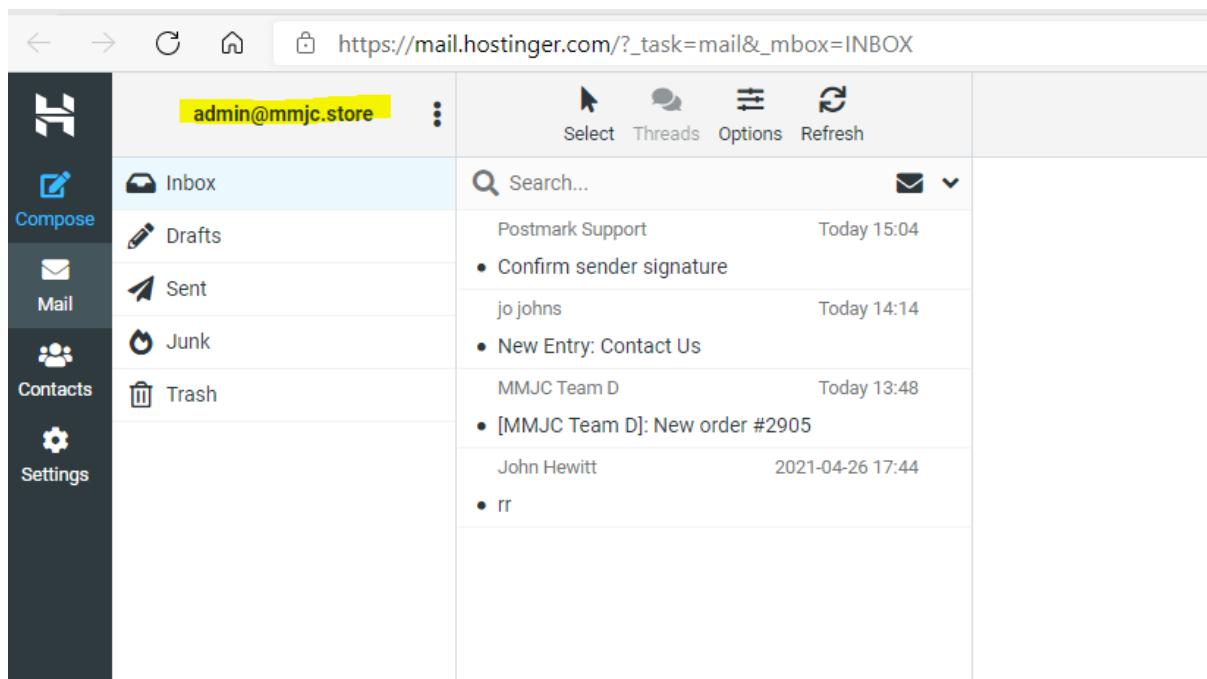 https://mail.hostinger.com/?_task=mail&_mbox=INBOX
admin@mmjc.store
Select Threads Options Refresh
Compose
Mail
Contacts
Settings
Inbox
Drafts
Sent
Junk
Trash
Search...
Postmark Support Today 15:04
• Confirm sender signature
jo johns Today 14:14
• New Entry: Contact Us
MMJC Team D Today 13:48
• [MMJC Team D]: New order #2905
John Hewitt 2021-04-26 17:44
• rr